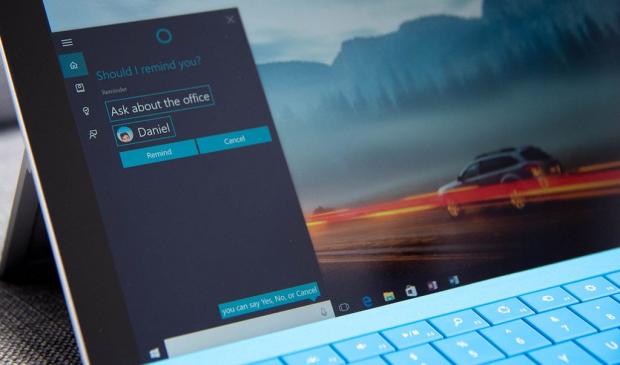 Should I remind you?
Reminder
Ask about the office
Daniel
Remind
Cancel
you can say Yes, No, or Cancel